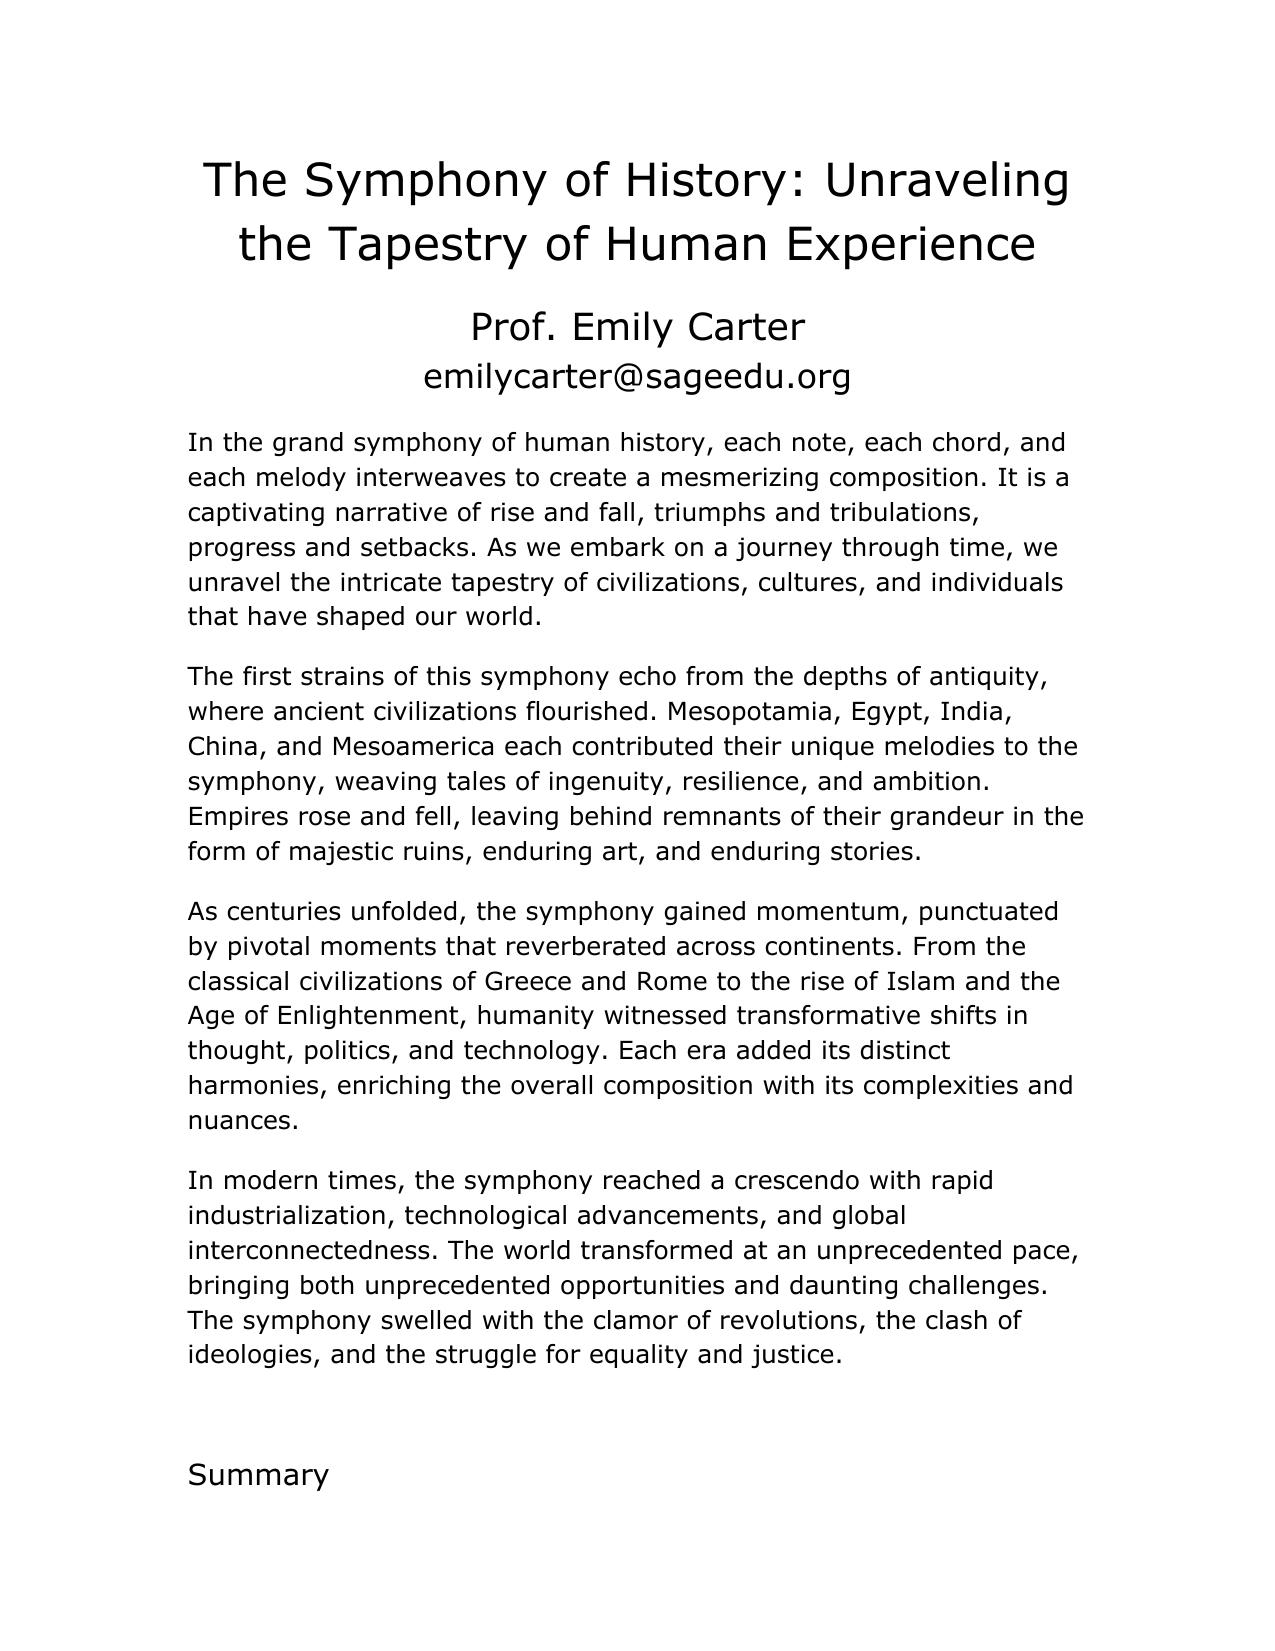 The Symphony of History: Unraveling
the Tapestry of Human Experience
Prof. Emily Carter
emilycarter@sageedu.org
In the grand symphony of human history, each note, each chord, and
each melody interweaves to create a mesmerizing composition. It is a
captivating narrative of rise and fall, triumphs and tribulations,
progress and setbacks. As we embark on a journey through time, we
unravel the intricate tapestry of civilizations, cultures, and individuals
that have shaped our world.
The first strains of this symphony echo from the depths of antiquity,
where ancient civilizations flourished. Mesopotamia, Egypt, India,
China, and Mesoamerica each contributed their unique melodies to the
symphony, weaving tales of ingenuity, resilience, and ambition.
Empires rose and fell, leaving behind remnants of their grandeur in the
form of majestic ruins, enduring art, and enduring stories.
As centuries unfolded, the symphony gained momentum, punctuated
by pivotal moments that reverberated across continents. From the
classical civilizations of Greece and Rome to the rise of Islam and the
Age of Enlightenment, humanity witnessed transformative shifts in
thought, politics, and technology. Each era added its distinct
harmonies, enriching the overall composition with its complexities and
nuances.
In modern times, the symphony reached a crescendo with rapid
industrialization, technological advancements, and global
interconnectedness. The world transformed at an unprecedented pace,
bringing both unprecedented opportunities and daunting challenges.
The symphony swelled with the clamor of revolutions, the clash of
ideologies, and the struggle for equality and justice.
Summary